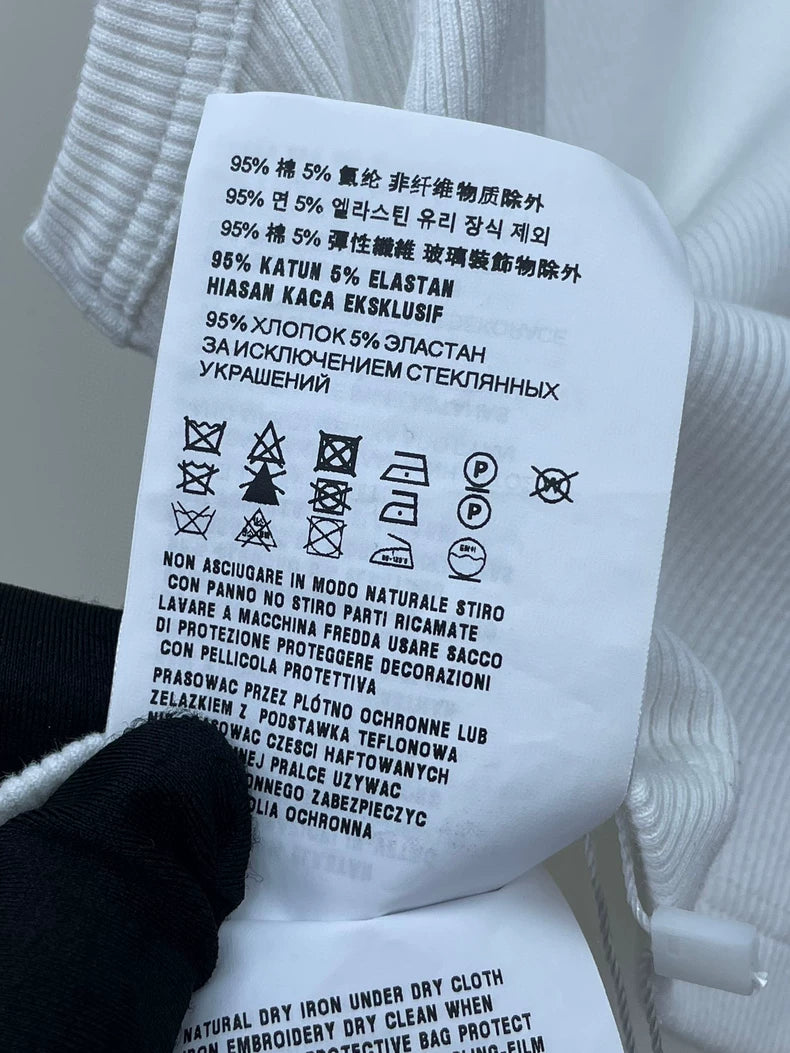 95% 棉 5% 氨纶 非纤维物质除外
95% 면 5% 엘라스틴 유리 장식 제외
95% 棉 5% 彈性纖維 玻璃裝飾物除外
95% KATUN 5% ELASTAN
HIASAN KACA EKSKLUSIF
95% ХЛОПОК 5% ЭЛАСТАН
ЗА ИСКЛЮЧЕНИЕМ СТЕКЛЯННЫХ
УКРАШЕНИЙ
P
P
NON ASCIUGARE IN MODO NATURALE STIRO
CON PANNO NO STIRO PARTI RICAMATE
LAVARE A MACCHINA FREDDA USARE SACCO
DI PROTEZIONE PROTEGGERE DECORAZIONI
CON PELLICOLA PROTETTIVA
PRASOWAC PRZEZ PLÓTNO OCHRONNE LUB
ZELAZKIEM Z PODSTAWKA TEFLONOWA
CZESCI HAFTOWANYCH
PRALCE UZYWAC
ZABEZPIECZYC
OCHRONNA
NATURAL DRY IRON UNDER DRY CLOTH
EMBROIDERY DRY CLEAN WHEN
BAG PROTECT